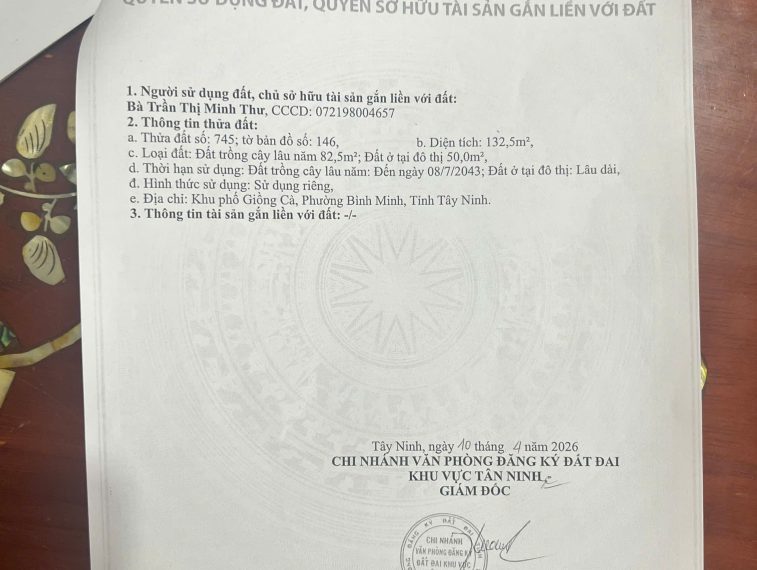 QUYỀN SỬ DỤNG ĐẤT, QUYỀN SỞ HỮU TÀI SẢN GẮN LIỀN VỚI ĐẤT
1. Người sử dụng đất, chủ sở hữu tài sản gắn liền với đất:
Bà Trần Thị Minh Thư, CCCD: 072198004657
2. Thông tin thửa đất:
a. Thửa đất số: 745; tờ bản đồ số: 146, b. Diện tích: 132,5m²,
c. Loại đất: Đất trồng cây lâu năm 82,5m²; Đất ở tại đô thị 50,0m²,
d. Thời hạn sử dụng: Đất trồng cây lâu năm: Đến ngày 08/7/2043; Đất ở tại đô thị: Lâu dài,
đ. Hình thức sử dụng: Sử dụng riêng,
e. Địa chỉ: Khu phố Giồng Cà, Phường Bình Minh, Tỉnh Tây Ninh.
3. Thông tin tài sản gắn liền với đất: -/-
Tây Ninh, ngày 10 tháng 4 năm 2026
CHI NHÁNH VĂN PHÒNG ĐĂNG KÝ ĐẤT ĐAI
KHU VỰC TÂN NINH
GIÁM ĐỐC
CHI NHÁNH
VĂN PHÒNG ĐĂNG KÝ
ĐẤT ĐAI KHU VỰC